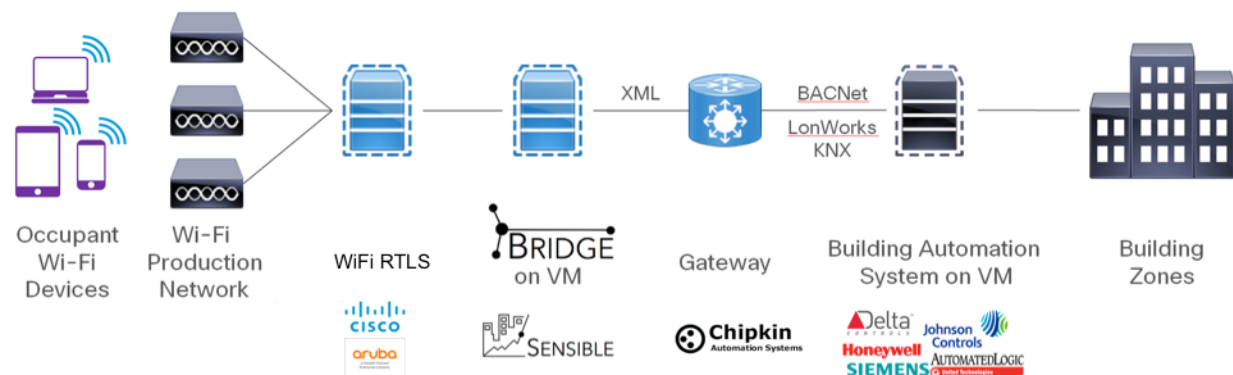 XML
BACNet
LonWorks
KNX
Occupant
Wi-Fi
Devices
Wi-Fi
Production
Network
WiFi RTLS
BRIDGE
on VM
Gateway
Building Automation
System on VM
Building
Zones
CISCO
aruba
SENSIBLE
Chipkin
Automation Systems
Delta
CONTROLS
Johnson
Controls
Honeywell
AUTOMATEDLOGIC
SIEMENS
United Technologies